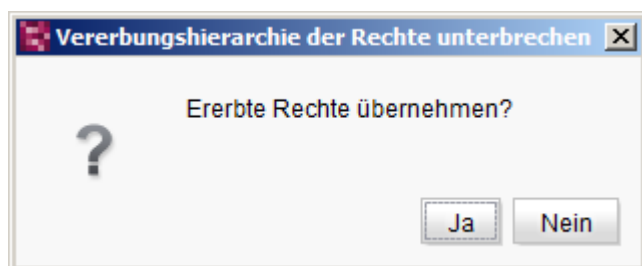 Vererbungshierarchie der Rechte unterbrechen
Ererbte Rechte übernehmen?
Ja Nein